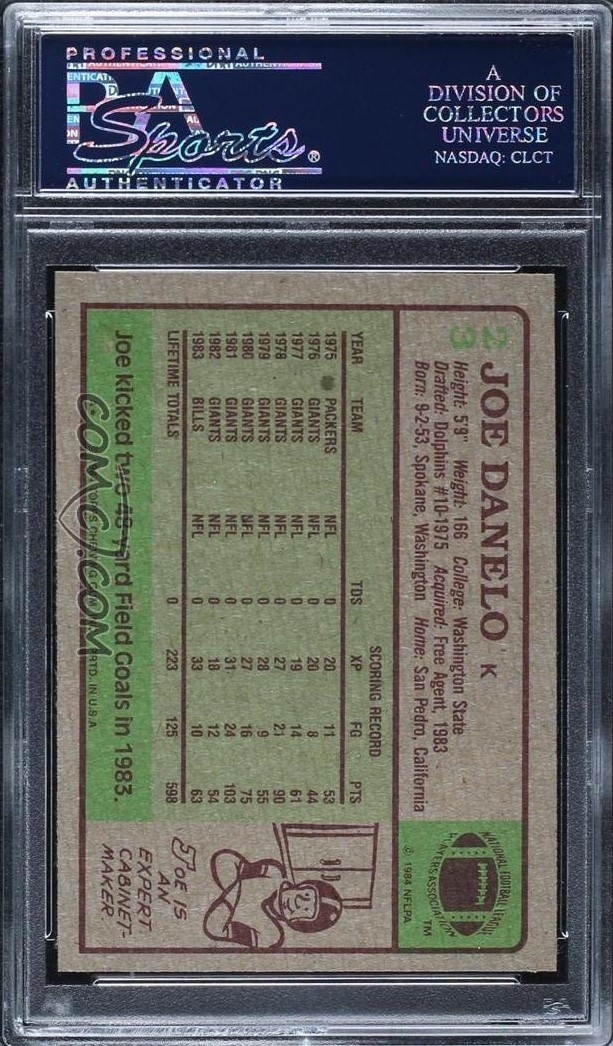 PROFESSIONAL
PSA
Sports®
AUTHENTICATOR
A
DIVISION OF
COLLECTORS
UNIVERSE
NASDAQ: CLCT
23
JOE DANELO K
Height: 5'9" Weight: 166 College: Washington State
Drafted: Dolphins #10-1975 Acquired: Free Agent, 1983
Born: 9-2-53, Spokane, Washington Home: San Pedro, California
NATIONAL FOOTBALL LEAGUE
PLAYERS ASSOCIATION
TM
© 1984 NFLPA
SCORING RECORD
YEAR TEAM TDS XP FG PTS
1975 PACKERS NFL 0 20 11 53
1976 GIANTS NFL 0 20 8 44
1977 GIANTS NFL 0 19 14 61
1978 GIANTS NFL 0 27 21 90
1979 GIANTS NFL 0 28 9 55
1980 GIANTS NFL 0 27 16 75
1981 GIANTS NFL 0 31 24 103
1982 GIANTS NFL 0 18 12 54
1983 BILLS NFL 0 33 10 63
LIFETIME TOTALS 0 223 125 598
Joe kicked two 48-yard Field Goals in 1983.
PRTD. IN U.S.A.
JOE IS
AN
EXPERT
CABINET-
MAKER.
COMC.COM